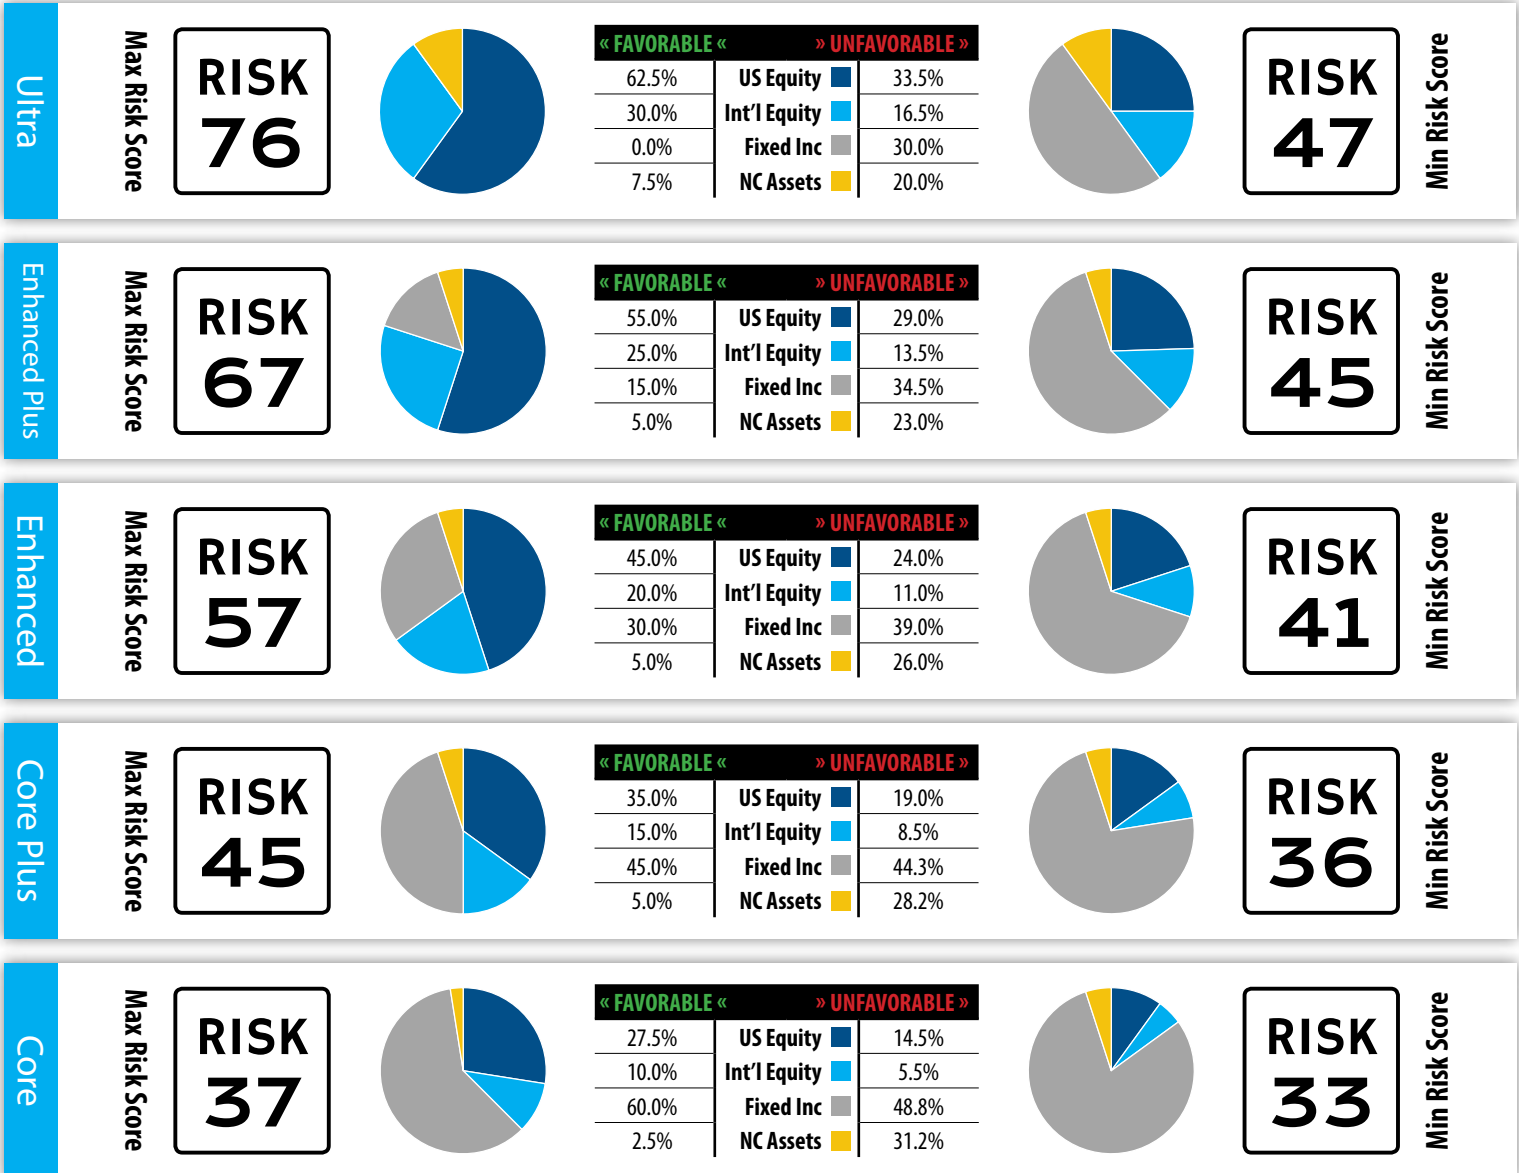 Ultra
Max Risk Score
RISK
76
« FAVORABLE « » UNFAVORABLE »
62.5% US Equity 33.5%
30.0% Int'l Equity 16.5%
0.0% Fixed Inc 30.0%
7.5% NC Assets 20.0%
RISK
47
Min Risk Score
Enhanced Plus
Max Risk Score
RISK
67
« FAVORABLE « » UNFAVORABLE »
55.0% US Equity 29.0%
25.0% Int'l Equity 13.5%
15.0% Fixed Inc 34.5%
5.0% NC Assets 23.0%
RISK
45
Min Risk Score
Enhanced
Max Risk Score
RISK
57
« FAVORABLE « » UNFAVORABLE »
45.0% US Equity 24.0%
20.0% Int'l Equity 11.0%
30.0% Fixed Inc 39.0%
5.0% NC Assets 26.0%
RISK
41
Min Risk Score
Core Plus
Max Risk Score
RISK
45
« FAVORABLE « » UNFAVORABLE »
35.0% US Equity 19.0%
15.0% Int'l Equity 8.5%
45.0% Fixed Inc 44.3%
5.0% NC Assets 28.2%
RISK
36
Min Risk Score
Core
Max Risk Score
RISK
37
« FAVORABLE « » UNFAVORABLE »
27.5% US Equity 14.5%
10.0% Int'l Equity 5.5%
60.0% Fixed Inc 48.8%
2.5% NC Assets 31.2%
RISK
33
Min Risk Score